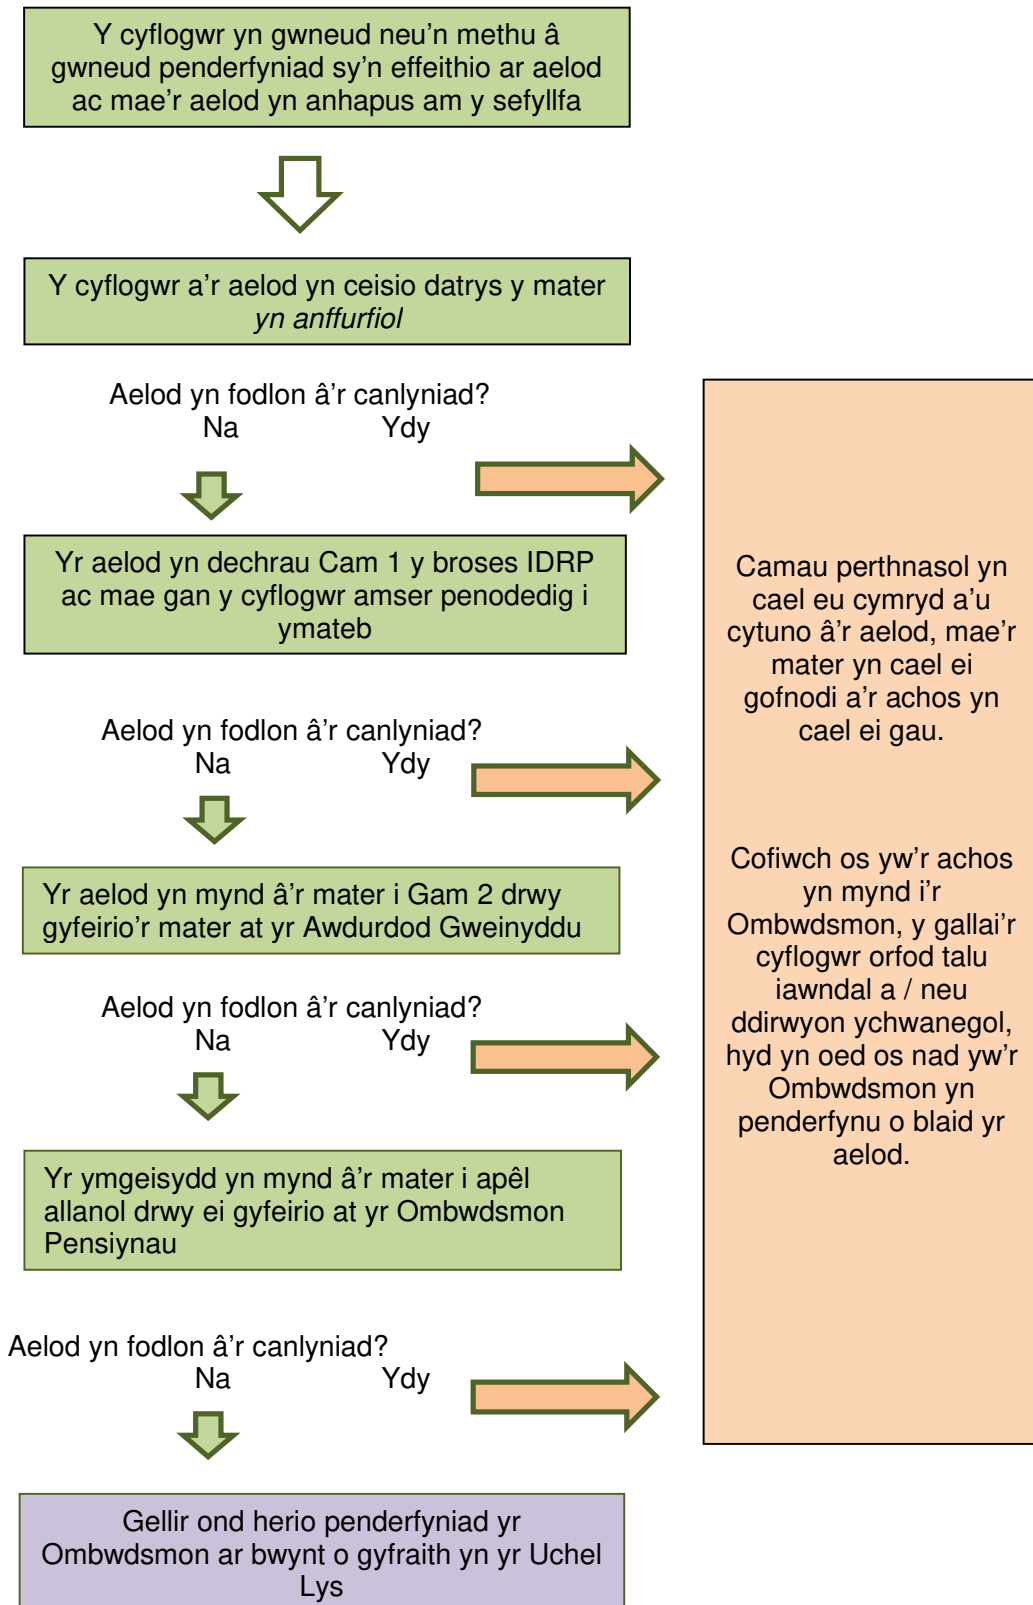 Y cyflogwr yn gwneud neu'n methu â
gwneud penderfyniad sy'n effeithio ar aelod
ac mae'r aelod yn anhapus am y sefyllfa
Y cyflogwr a'r aelod yn ceisio datrys y mater
yn anffurfiol
Aelod yn fodlon â'r canlyniad?
Na Ydy
Yr aelod yn dechrau Cam 1 y broses IDRP
ac mae gan y cyflogwr amser penodedig i
ymateb
Aelod yn fodlon â'r canlyniad?
Na Ydy
Yr aelod yn mynd â'r mater i Gam 2 drwy
gyfeirio'r mater at yr Awdurdod Gweinyddu
Aelod yn fodlon â'r canlyniad?
Na Ydy
Yr ymgeisydd yn mynd â'r mater i apêl
allanol drwy ei gyfeirio at yr Ombwdsmon
Pensiynau
Aelod yn fodlon â'r canlyniad?
Na Ydy
Gellir ond herio penderfyniad yr
Ombwdsmon ar bwynt o gyfraith yn yr Uchel
Lys
Camau perthnasol yn
cael eu cymryd a'u
cytuno â'r aelod, mae'r
mater yn cael ei
gofnodi a'r achos yn
cael ei gau.
Cofiwch os yw'r achos
yn mynd i'r
Ombwdsmon, y gallai'r
cyflogwr orfod talu
iawndal a / neu
ddirwyon ychwanegol,
hyd yn oed os nad yw'r
Ombwdsmon yn
penderfynu o blaid yr
aelod.